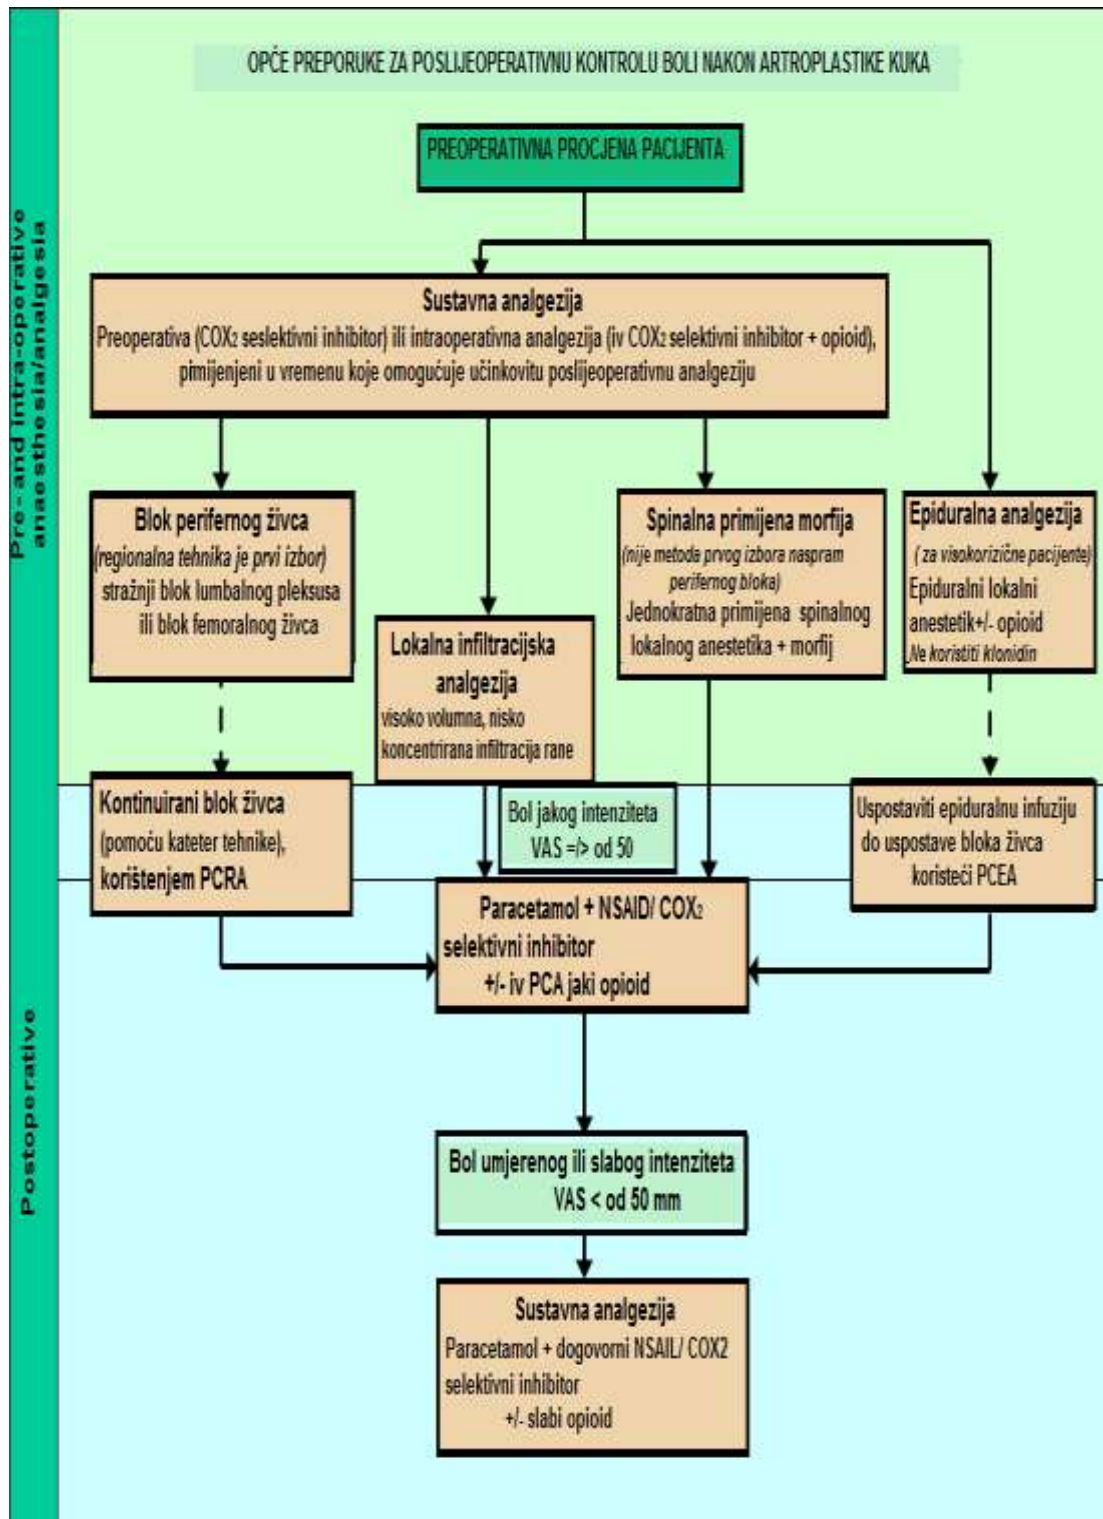 OPČE PREPORUKE ZA POSLIJEOPERATIVNU KONTROLU BOLI NAKON ARTROPLASTIKE KUKA
PREOPERATIVNA PROCJENA PACIJENTA
Pre- and intra-operative
anaesthesia/analgesia
Sustavna analgezija
Preoperativa (COX2 seslektivni inhibitor) ili intraoperativna analgezija (iv COX2 selektivni inhibitor + opioid),
pimijenjeni u vremenu koje omogućuje učinkovitu poslijeoperativnu analgeziju
Blok perifernog živca
(regionalna tehnika je prvi izbor)
stražnji blok lumbalnog pleksusa
ili blok femoralnog živca
Lokalna infiltracijska
analgezija
visoko volumna, nisko
koncentrirana infiltracija rane
Spinalna primijena morfija
(nije metoda prvog izbora naspram
perifernog bloka)
Jednokratna primijena spinalnog
lokalnog anestetika + morfij
Epiduralna analgezija
( za visokorizične pacijente)
Epiduralni lokalni
anestetik+/- opioid
Ne koristiti klonidin
Kontinuirani blok živca
(pomoću kateter tehnike),
korištenjem PCRA
Bol jakog intenziteta
VAS =/> od 50
Uspostaviti epiduralnu infuziju
do uspostave bloka živca
koristeći PCEA
Postoperative
Paracetamol + NSAID/ COX2
selektivni inhibitor
+/- iv PCA jaki opioid
Bol umjerenog ili slabog intenziteta
VAS < od 50 mm
Sustavna analgezija
Paracetamol + dogovorni NSAIL/ COX2
selektivni inhibitor
+/- slabi opioid